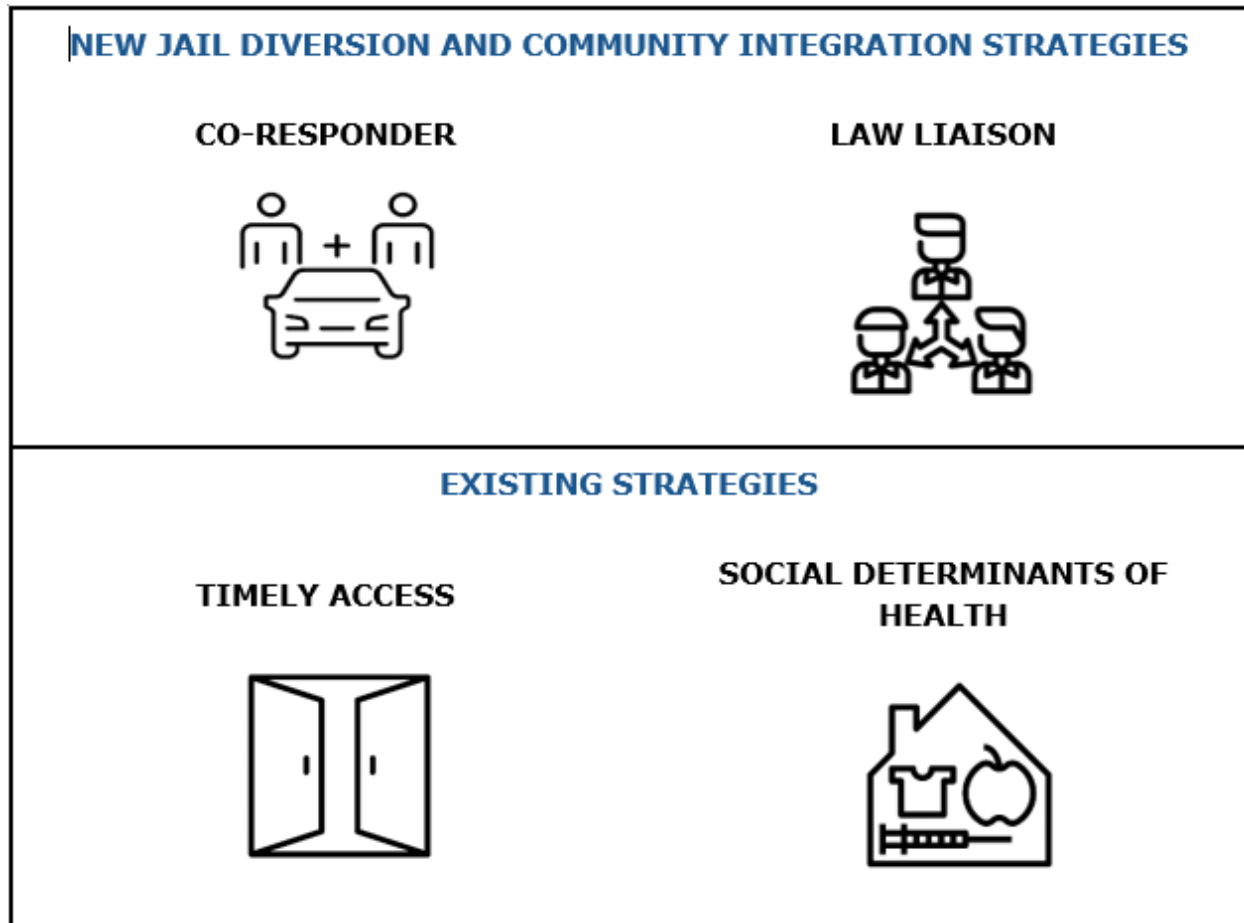 NEW JAIL DIVERSION AND COMMUNITY INTEGRATION STRATEGIES
CO-RESPONDER
LAW LIAISON
EXISTING STRATEGIES
TIMELY ACCESS
SOCIAL DETERMINANTS OF
HEALTH